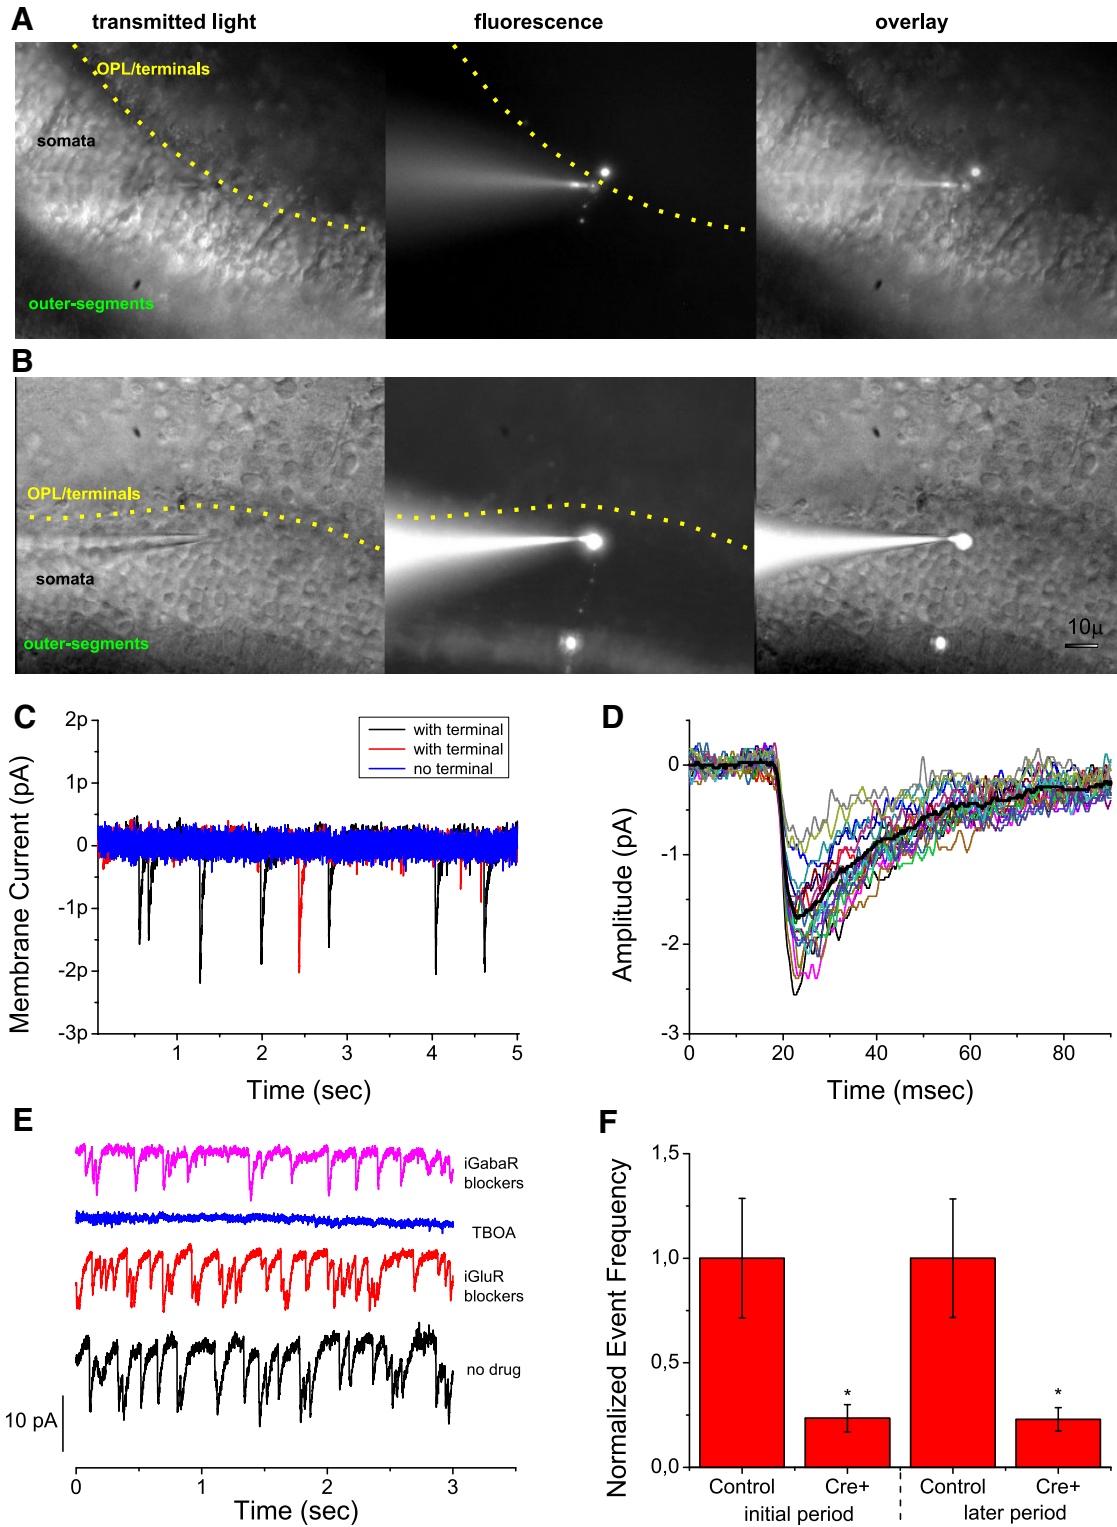 A
transmitted light
fluorescence
overlay
OPL/terminals
somata
outer-segments
B
OPL/terminals
somata
outer-segments
10µ
C
2p
1p
0
-1p
-2p
-3p
Membrane Current (pA)
with terminal
with terminal
no terminal
1
2
3
4
5
Time (sec)
D
0
-1
-2
-3
Amplitude (pA)
0
20
40
60
80
Time (msec)
E
iGabaR
blockers
TBOA
iGluR
blockers
no drug
10 pA
0
1
2
3
Time (sec)
F
1,5
1,0
0,5
0,0
Normalized Event Frequency
*
*
Control
Cre+
Control
Cre+
initial period
later period